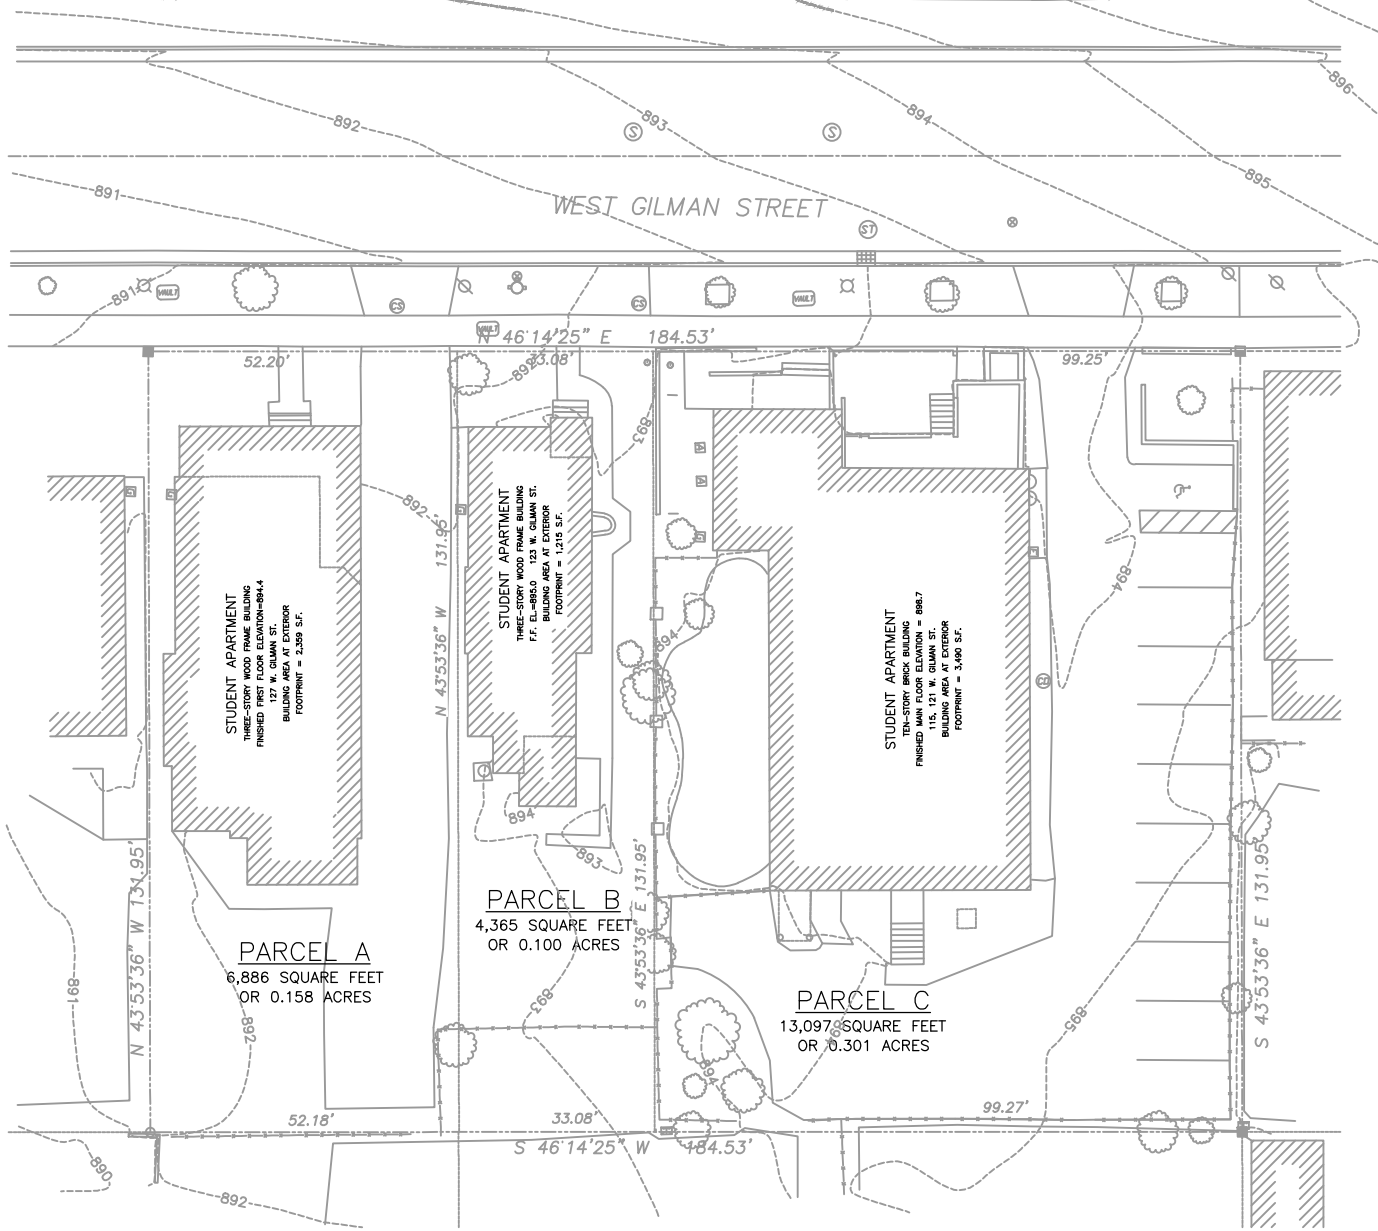 896
892
893
894
S
S
891
895
WEST GILMAN STREET
ST
891
VAULT
CS
CS
VAULT
VAULT
N 46°14'25" E 184.53'
52.20'
892
33.08'
99.25'
893
892
894
STUDENT APARTMENT
THREE-STORY WOOD FRAME BUILDING
FINISHED FIRST FLOOR ELEVATION=894.4
127 W. GILMAN ST.
BUILDING AREA AT EXTERIOR
FOOTPRINT = 2,359 S.F.
N 43°53'36" W 131.95'
STUDENT APARTMENT
THREE-STORY WOOD FRAME BUILDING
F.F. EL.=895.0 123 W. GILMAN ST.
BUILDING AREA AT EXTERIOR
FOOTPRINT = 1,215 S.F.
894
STUDENT APARTMENT
TEN-STORY BRICK BUILDING
FINISHED MAIN FLOOR ELEVATION = 898.7
115, 121 W. GILMAN ST.
BUILDING AREA AT EXTERIOR
FOOTPRINT = 3,490 S.F.
CO
894
893
N 43°53'36" W 131.95'
S 43°53'36" E 131.95'
S 43°53'36" E 131.95'
PARCEL A
6,886 SQUARE FEET
OR 0.158 ACRES
PARCEL B
4,365 SQUARE FEET
OR 0.100 ACRES
PARCEL C
13,097 SQUARE FEET
OR 0.301 ACRES
891
892
893
894
894
895
52.18'
33.08'
99.27'
S 46°14'25" W 184.53'
890
892